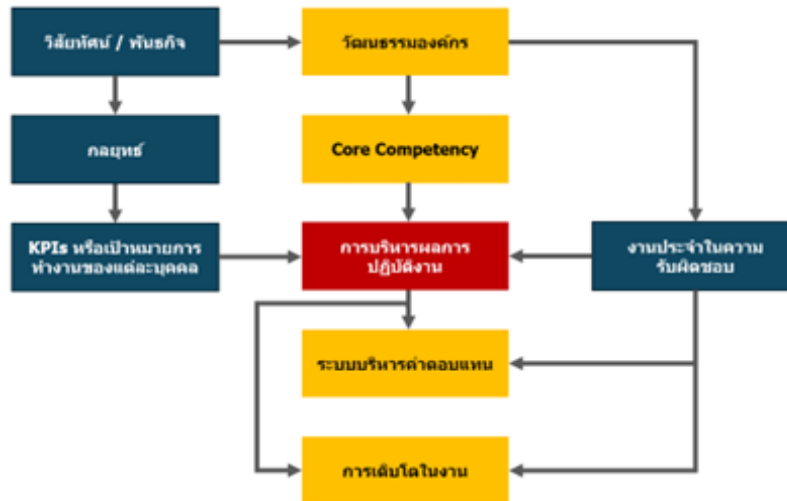 วิสัยทัศน์ / พันธกิจ
วัฒนธรรมองค์กร
กลยุทธ์
Core Competency
KPIs หรือเป้าหมายการ
ทำงานของแต่ละบุคคล
การบริหารผลการ
ปฏิบัติงาน
งานประจำในความ
รับผิดชอบ
ระบบบริหารค่าตอบแทน
การเติบโตในงาน